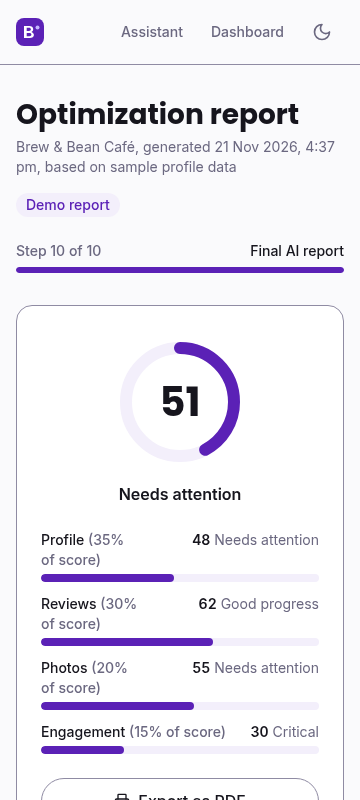 B
Assistant
Dashboard
Optimization report
Brew & Bean Café, generated 21 Nov 2026, 4:37
pm, based on sample profile data
Demo report
Step 10 of 10
Final AI report
51
Needs attention
Profile (35%
of score)
48 Needs attention
Reviews (30%
of score)
62 Good progress
Photos (20%
of score)
55 Needs attention
Engagement (15% of score)
30 Critical
Export as PDF